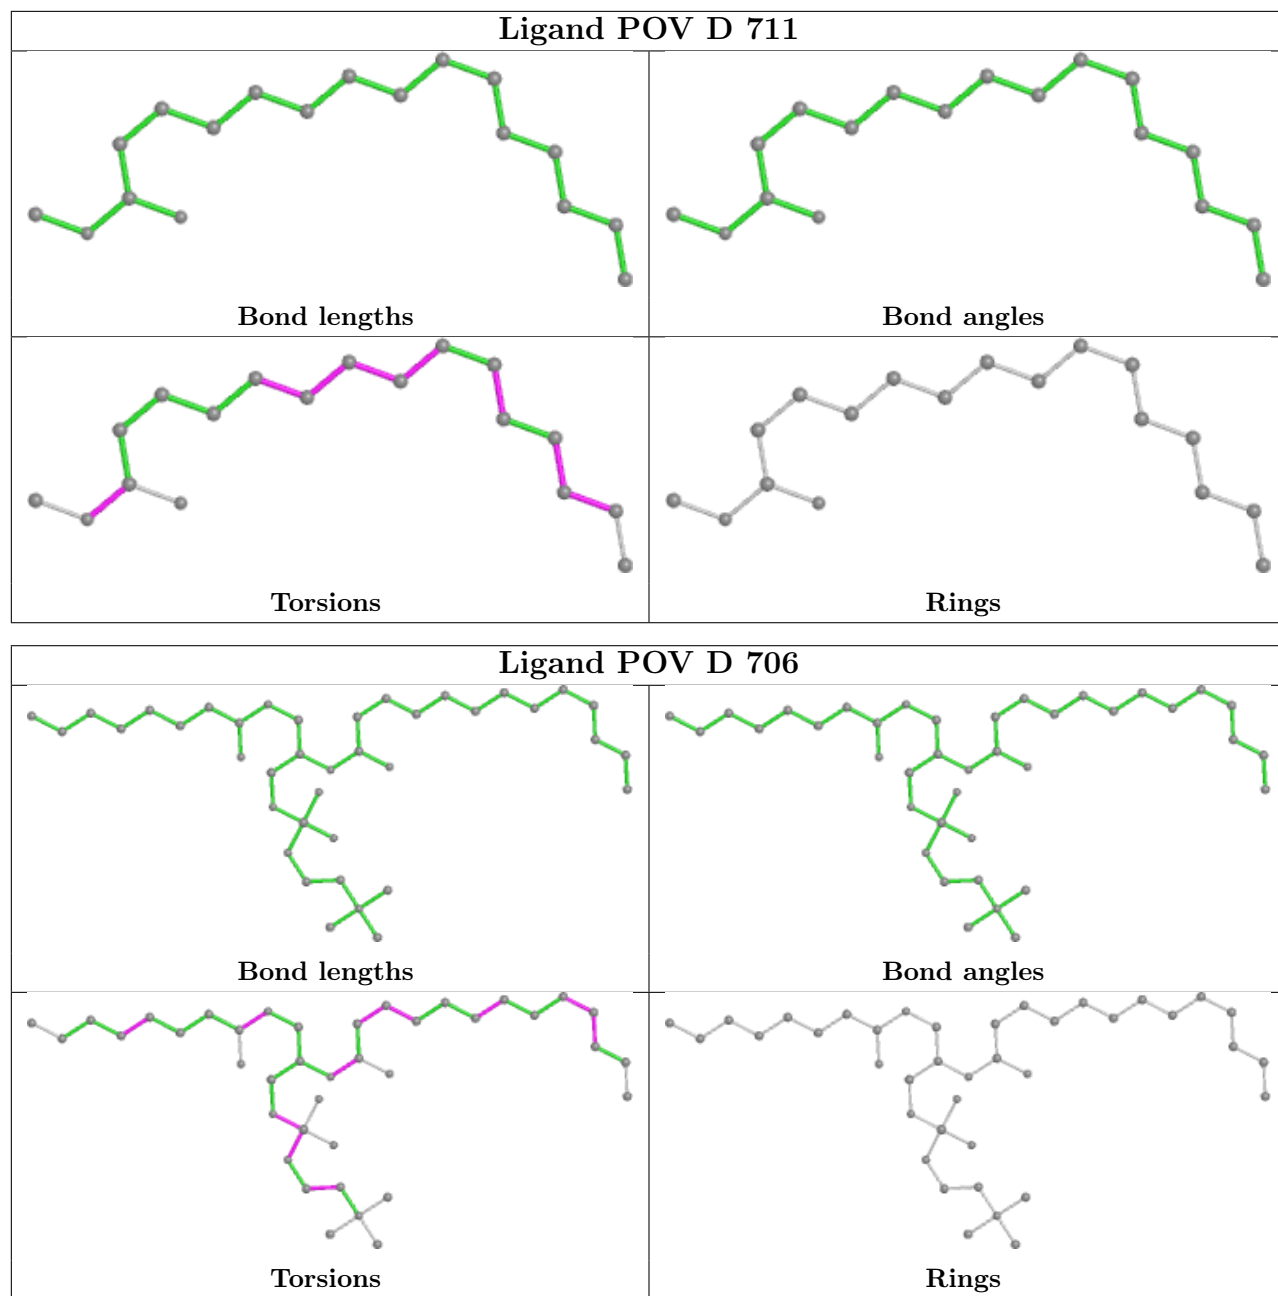 Ligand POV D 711
Bond lengths Bond angles
Torsions Rings
Ligand POV D 706
Bond lengths Bond angles
Torsions Rings